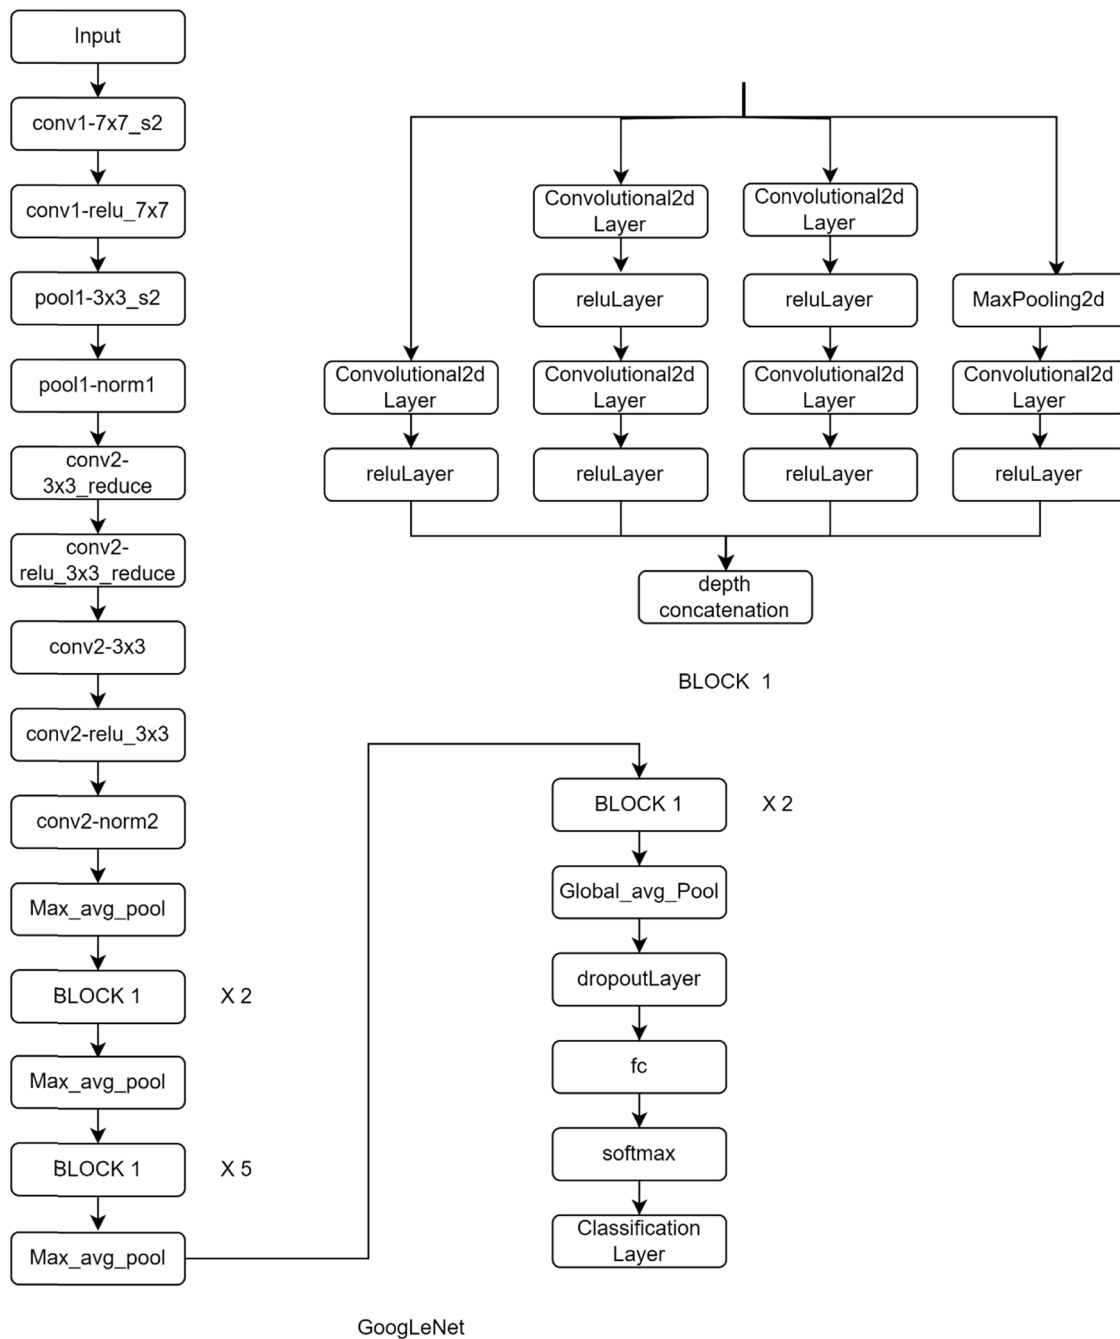 Input
conv1-7x7_s2
conv1-relu_7x7
pool1-3x3_s2
pool1-norm1
conv2-
3x3_reduce
conv2-
relu_3x3_reduce
conv2-3x3
conv2-relu_3x3
conv2-norm2
Max_avg_pool
BLOCK 1 X 2
Max_avg_pool
BLOCK 1 X 5
Max_avg_pool
Convolutional2d
Layer
reluLayer
Convolutional2d
Layer
reluLayer
Convolutional2d
Layer
reluLayer
Convolutional2d
Layer
reluLayer
Convolutional2d
Layer
reluLayer
MaxPooling2d
Convolutional2d
Layer
reluLayer
depth
concatenation
BLOCK 1
BLOCK 1 X 2
Global_avg_Pool
dropoutLayer
fc
softmax
Classification
Layer
GoogLeNet